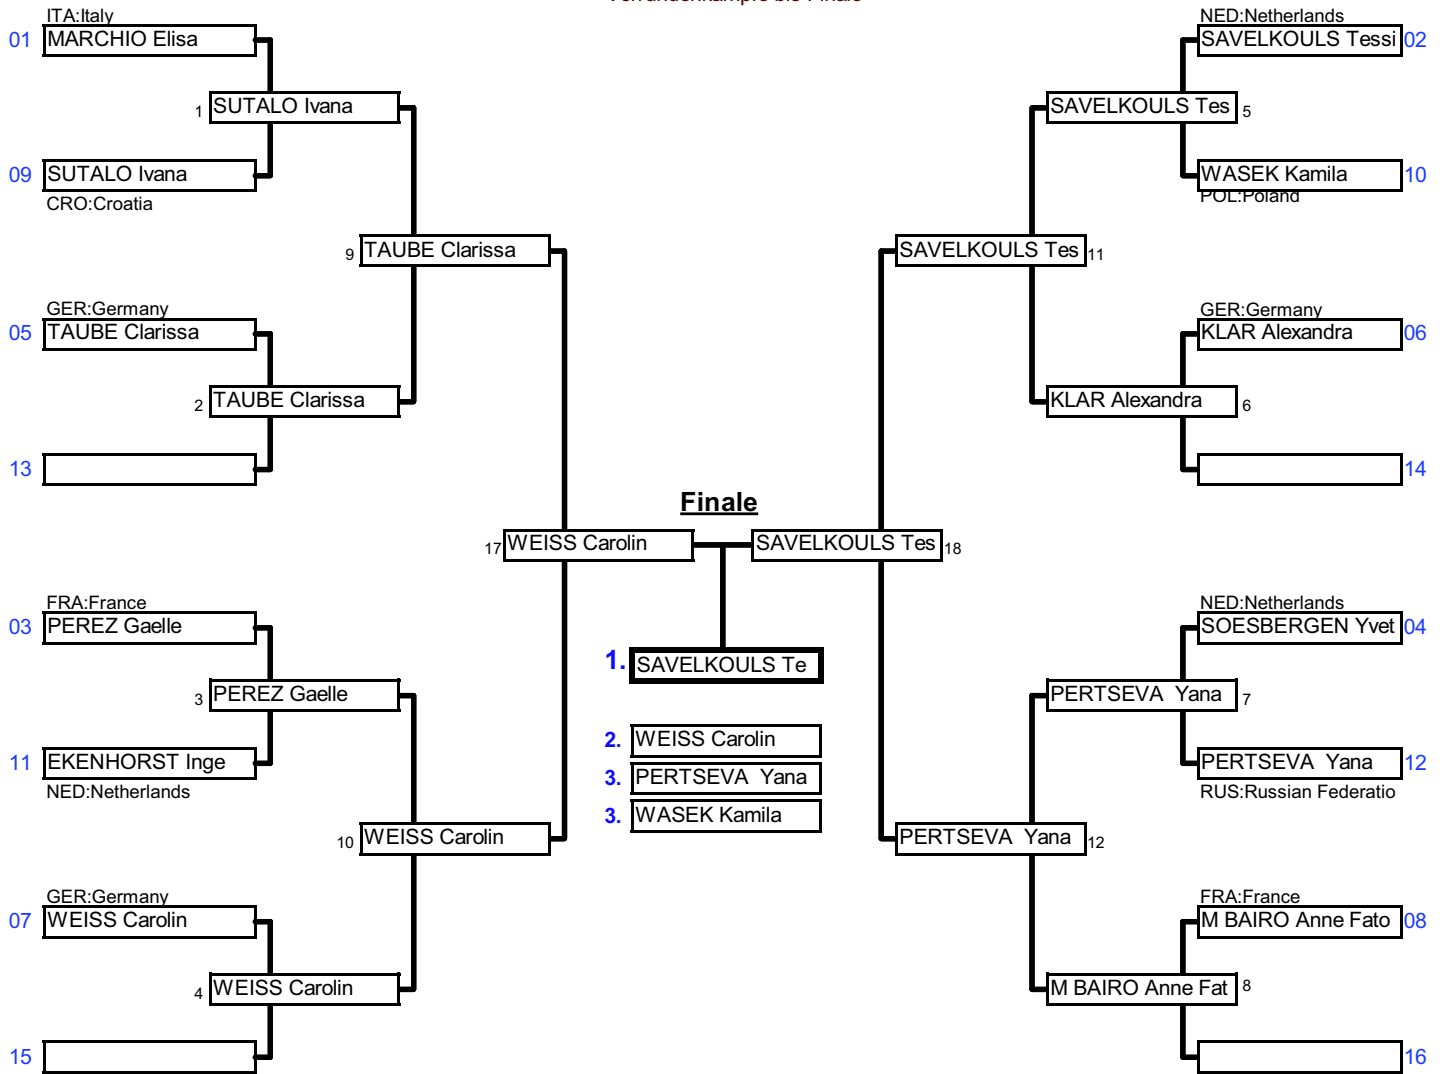 ITA:Italy
01 MARCHIO Elisa
1 SUTALO Ivana
09 SUTALO Ivana
CRO:Croatia
9 TAUBE Clarissa
GER:Germany
05 TAUBE Clarissa
2 TAUBE Clarissa
13
17 WEISS Carolin
FRA:France
03 PEREZ Gaelle
3 PEREZ Gaelle
11 EKENHORST Inge
NED:Netherlands
10 WEISS Carolin
GER:Germany
07 WEISS Carolin
4 WEISS Carolin
15
Finale
1. SAVELKOULS Te
2. WEISS Carolin
3. PERTSEVA Yana
3. WASEK Kamila
NED:Netherlands
SAVELKOULS Tessi 02
SAVELKOULS Tes 5
WASEK Kamila 10
POL:Poland
SAVELKOULS Tes 11
GER:Germany
KLAR Alexandra 06
KLAR Alexandra 6
14
SAVELKOULS Tes 18
NED:Netherlands
SOESBERGEN Yvet 04
PERTSEVA Yana 7
PERTSEVA Yana 12
RUS:Russian Federatio
PERTSEVA Yana 12
FRA:France
M BAIRO Anne Fato 08
M BAIRO Anne Fat 8
16